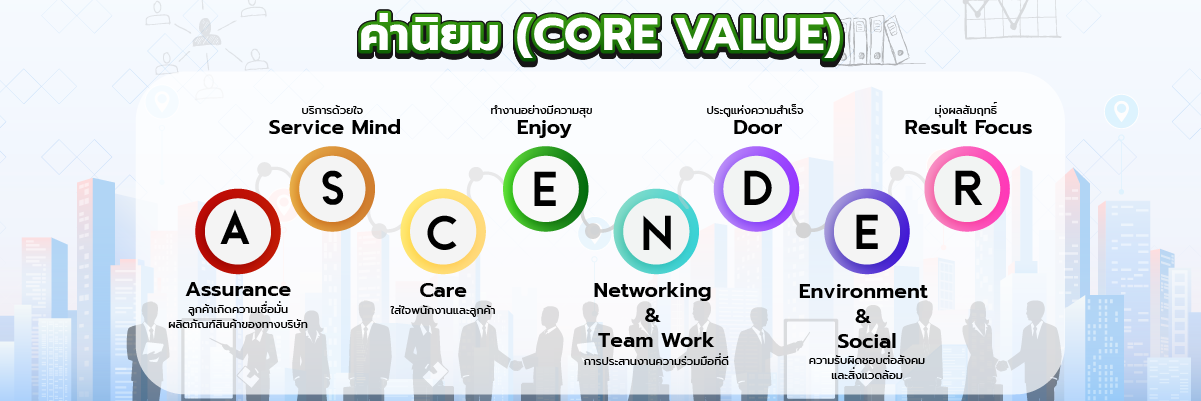 ค่านิยม (CORE VALUE)
A
Assurance
ลูกค้าเกิดความเชื่อมั่น
ผลิตภัณฑ์สินค้าของทางบริษัท
บริการด้วยใจ
Service Mind
S
C
Care
ใส่ใจพนักงานและลูกค้า
ทำงานอย่างมีความสุข
Enjoy
E
N
Networking
&
Team Work
การประสานงานความร่วมมือที่ดี
ประตูแห่งความสำเร็จ
Door
D
E
Environment
&
Social
ความรับผิดชอบต่อสังคม
และสิ่งแวดล้อม
มุ่งผลสัมฤทธิ์
Result Focus
R